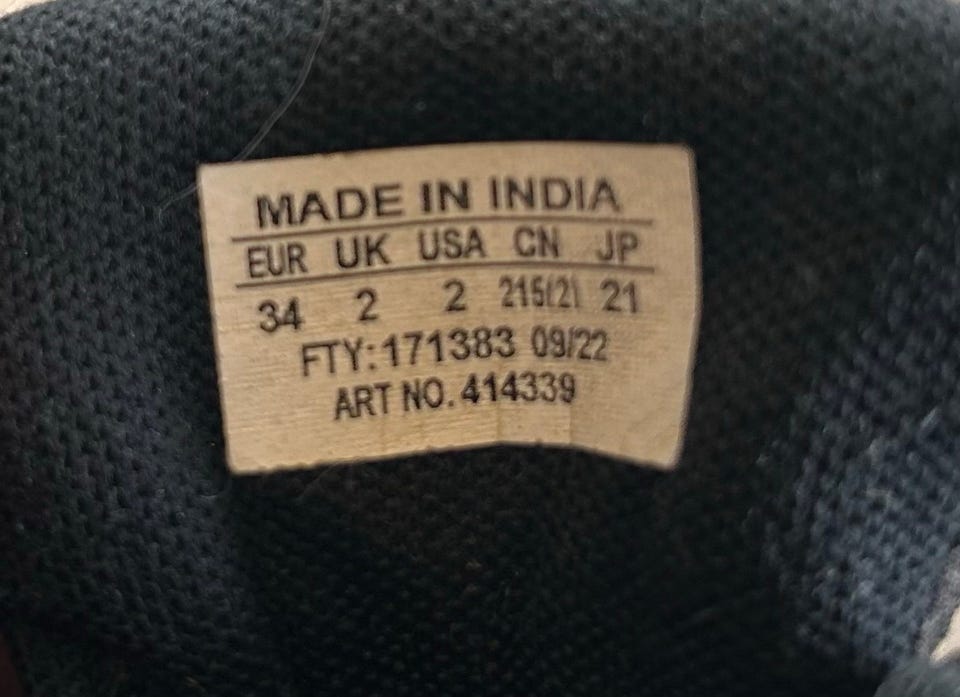 MADE IN INDIA
EUR UK USA CN JP
34 2 2 215(2) 21
FTY:171383 09/22
ART NO. 414339